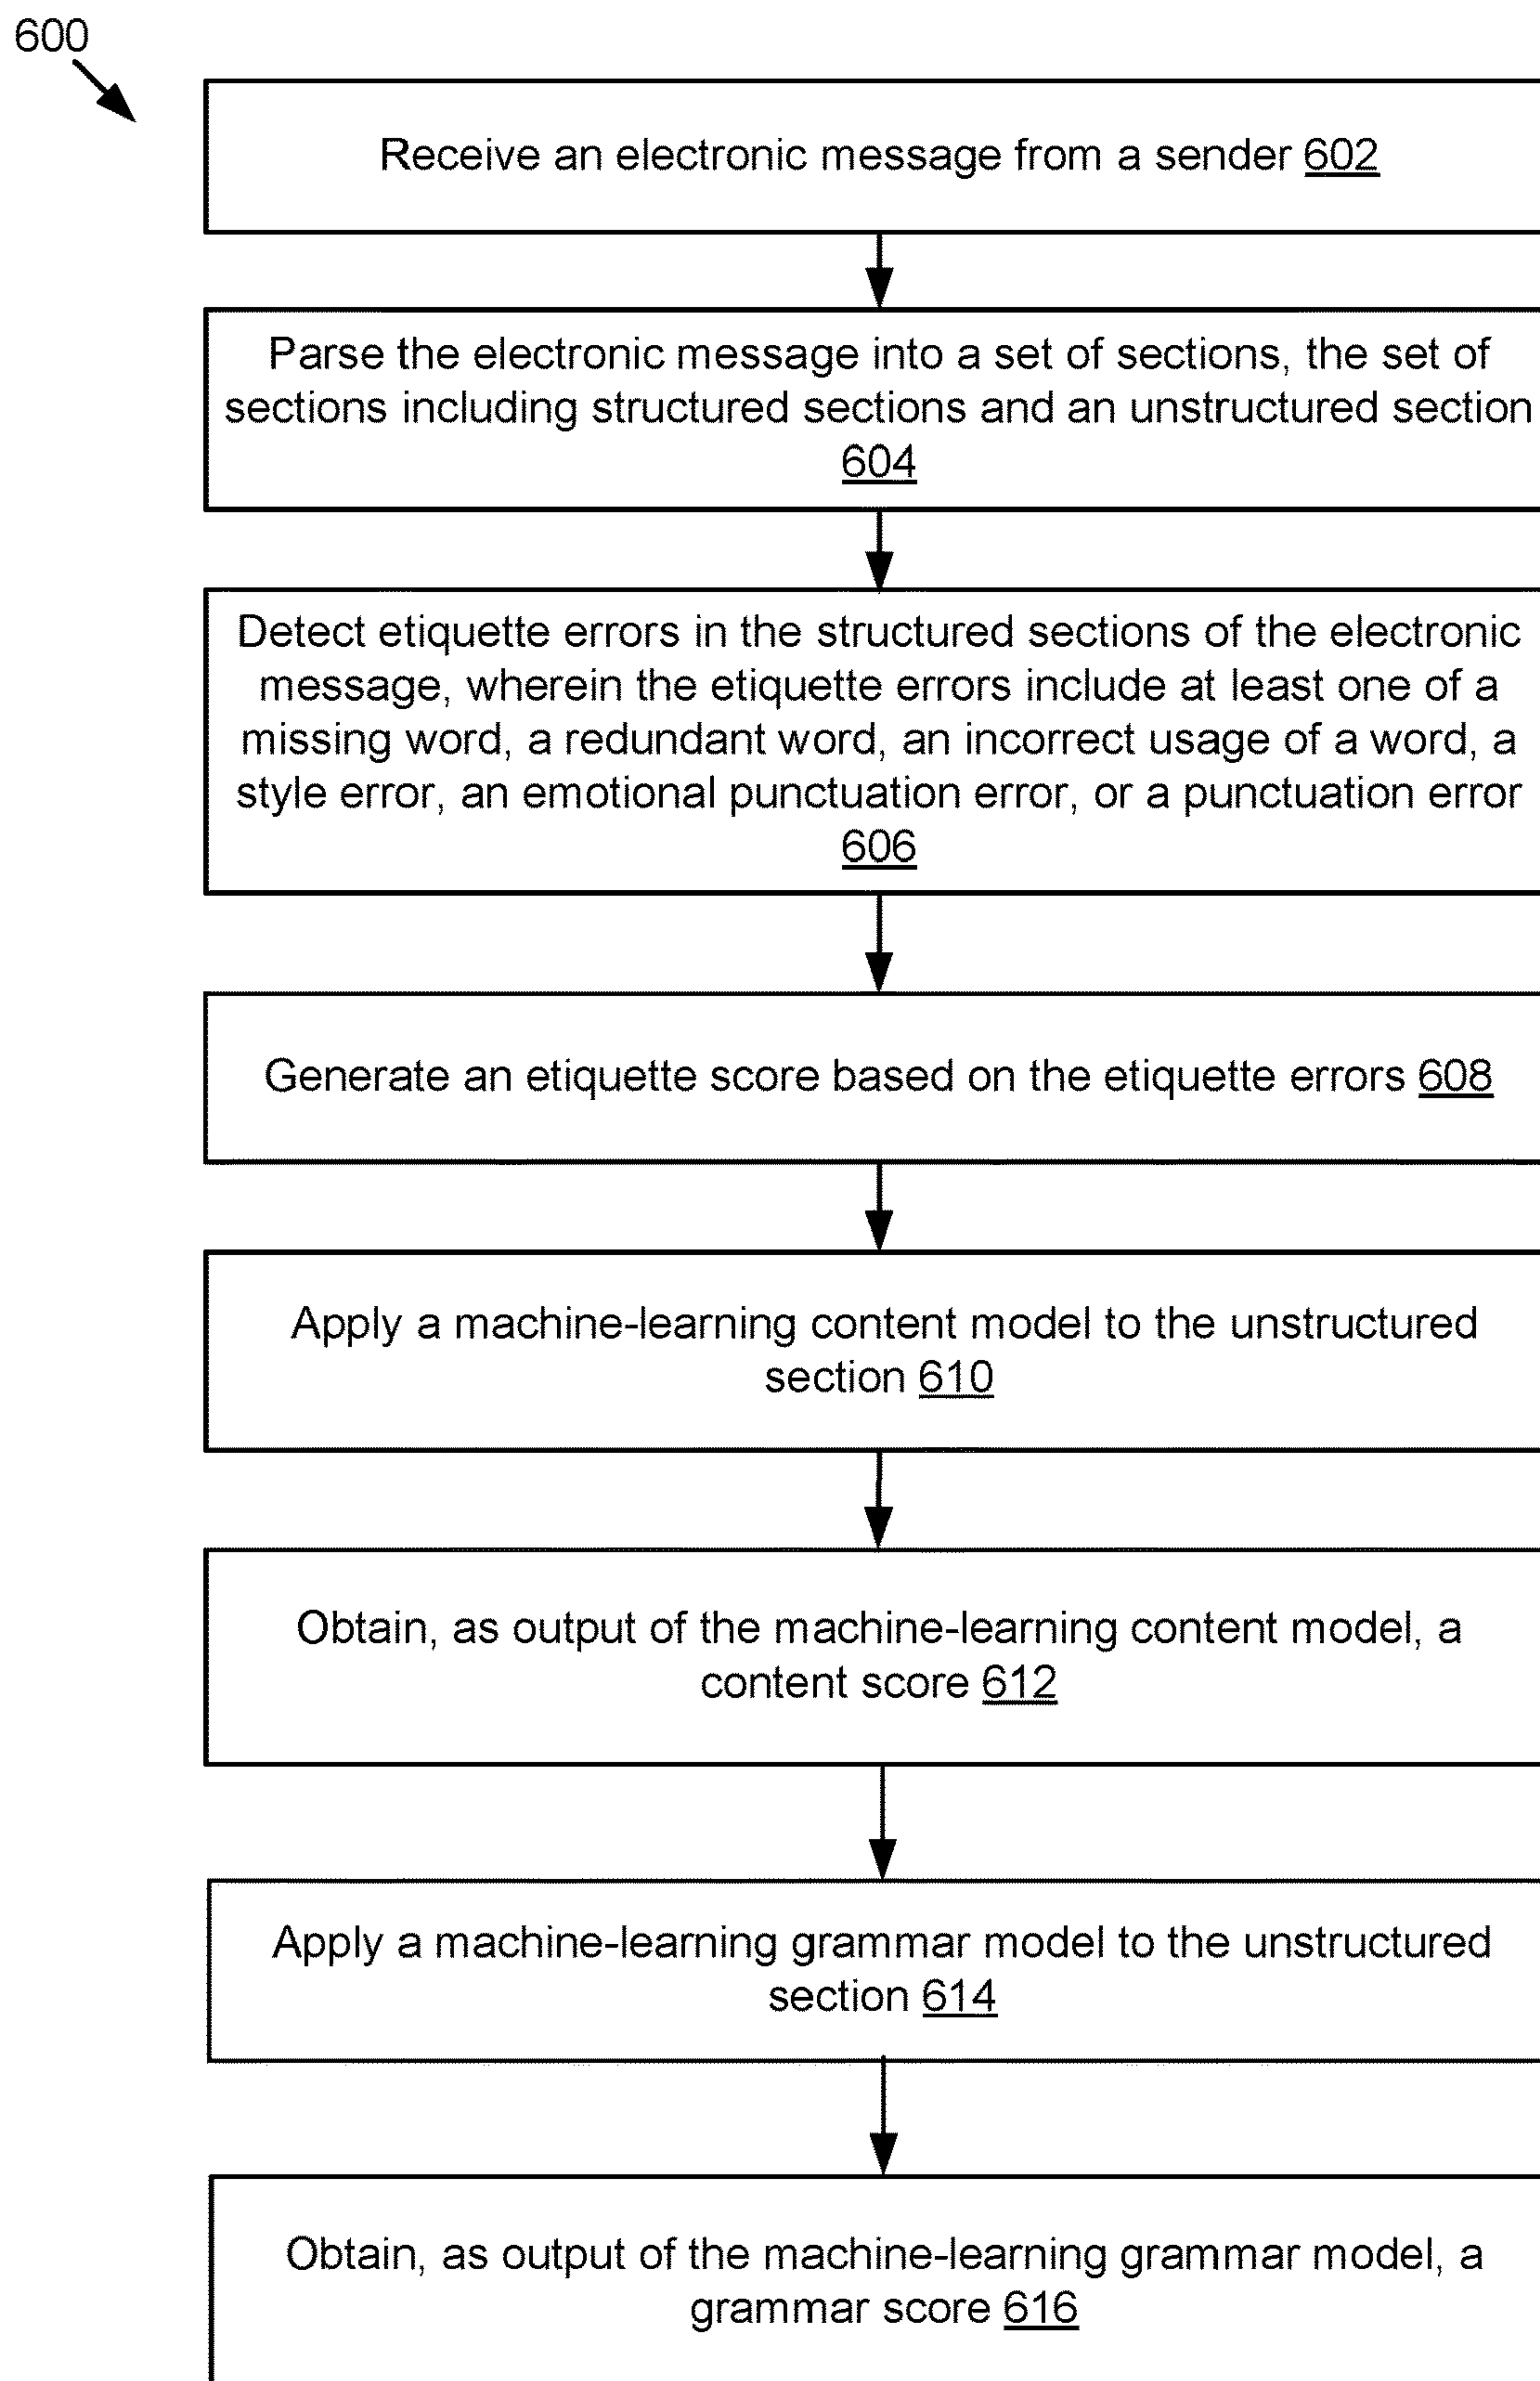 600
Receive an electronic message from a sender 602
Parse the electronic message into a set of sections, the set of
sections including structured sections and an unstructured section
604
Detect etiquette errors in the structured sections of the electronic
message, wherein the etiquette errors include at least one of a
missing word, a redundant word, an incorrect usage of a word, a
style error, an emotional punctuation error, or a punctuation error
606
Generate an etiquette score based on the etiquette errors 608
Apply a machine-learning content model to the unstructured
section 610
Obtain, as output of the machine-learning content model, a
content score 612
Apply a machine-learning grammar model to the unstructured
section 614
Obtain, as output of the machine-learning grammar model, a
grammar score 616